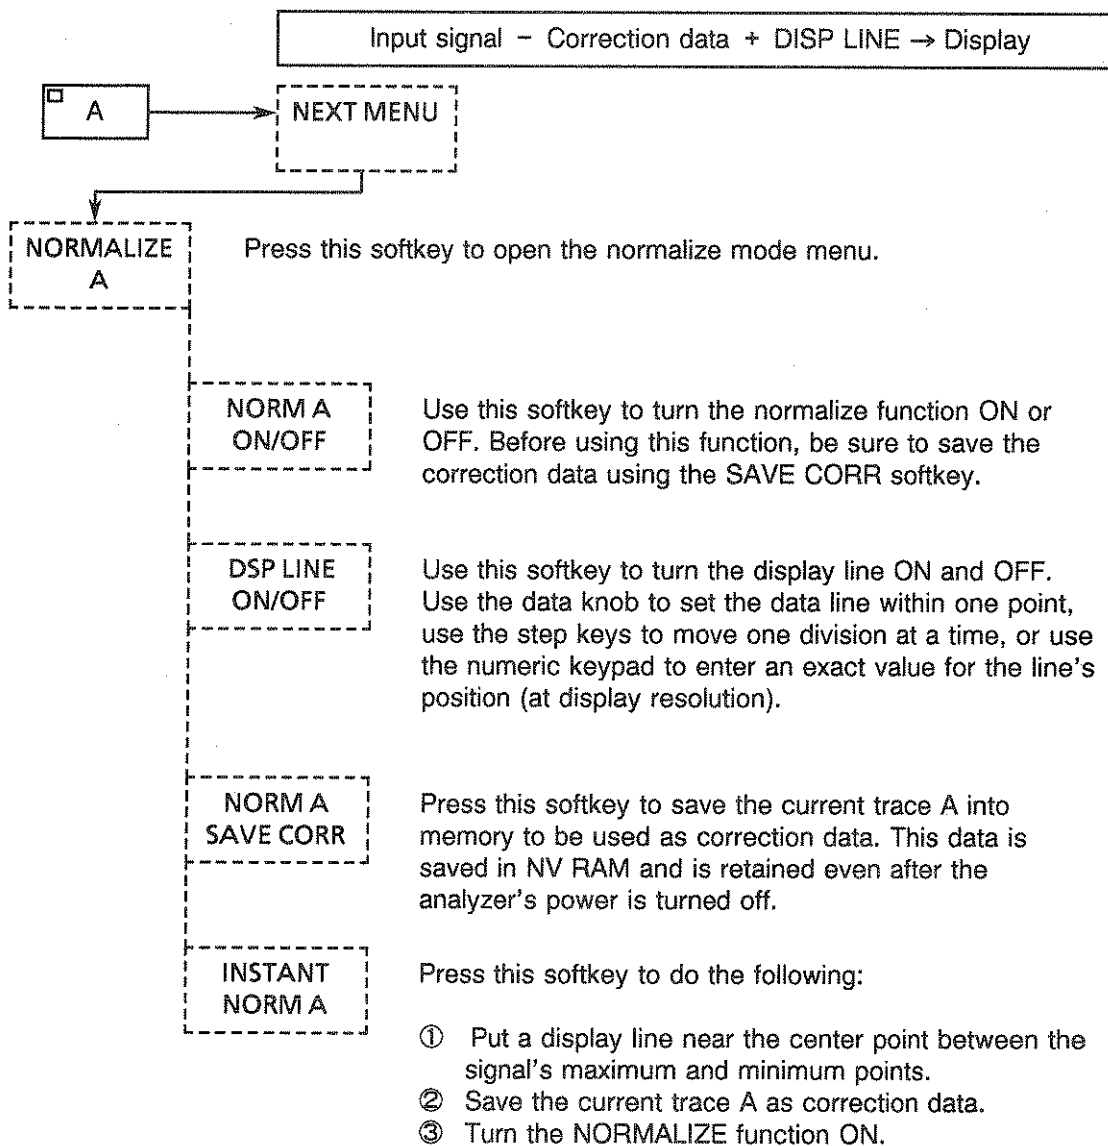 Input signal − Correction data + DISP LINE → Display
A
NEXT MENU
NORMALIZE
A
Press this softkey to open the normalize mode menu.
NORM A
ON/OFF
Use this softkey to turn the normalize function ON or
OFF. Before using this function, be sure to save the
correction data using the SAVE CORR softkey.
DSP LINE
ON/OFF
Use this softkey to turn the display line ON and OFF.
Use the data knob to set the data line within one point,
use the step keys to move one division at a time, or use
the numeric keypad to enter an exact value for the line's
position (at display resolution).
NORM A
SAVE CORR
Press this softkey to save the current trace A into
memory to be used as correction data. This data is
saved in NV RAM and is retained even after the
analyzer's power is turned off.
INSTANT
NORM A
Press this softkey to do the following:
① Put a display line near the center point between the
signal's maximum and minimum points.
② Save the current trace A as correction data.
③ Turn the NORMALIZE function ON.